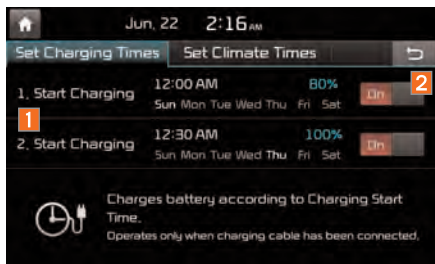 Jun. 22 2:16 AM
Set Charging Times Set Climate Times
2
1. Start Charging 12:00 AM 80% On
Sun Mon Tue Wed Thu Fri Sat
1
2. Start Charging 12:30 AM 100% On
Sun Mon Tue Wed Thu Fri Sat
Charges battery according to Charging Start
Time.
Operates only when charging cable has been connected.